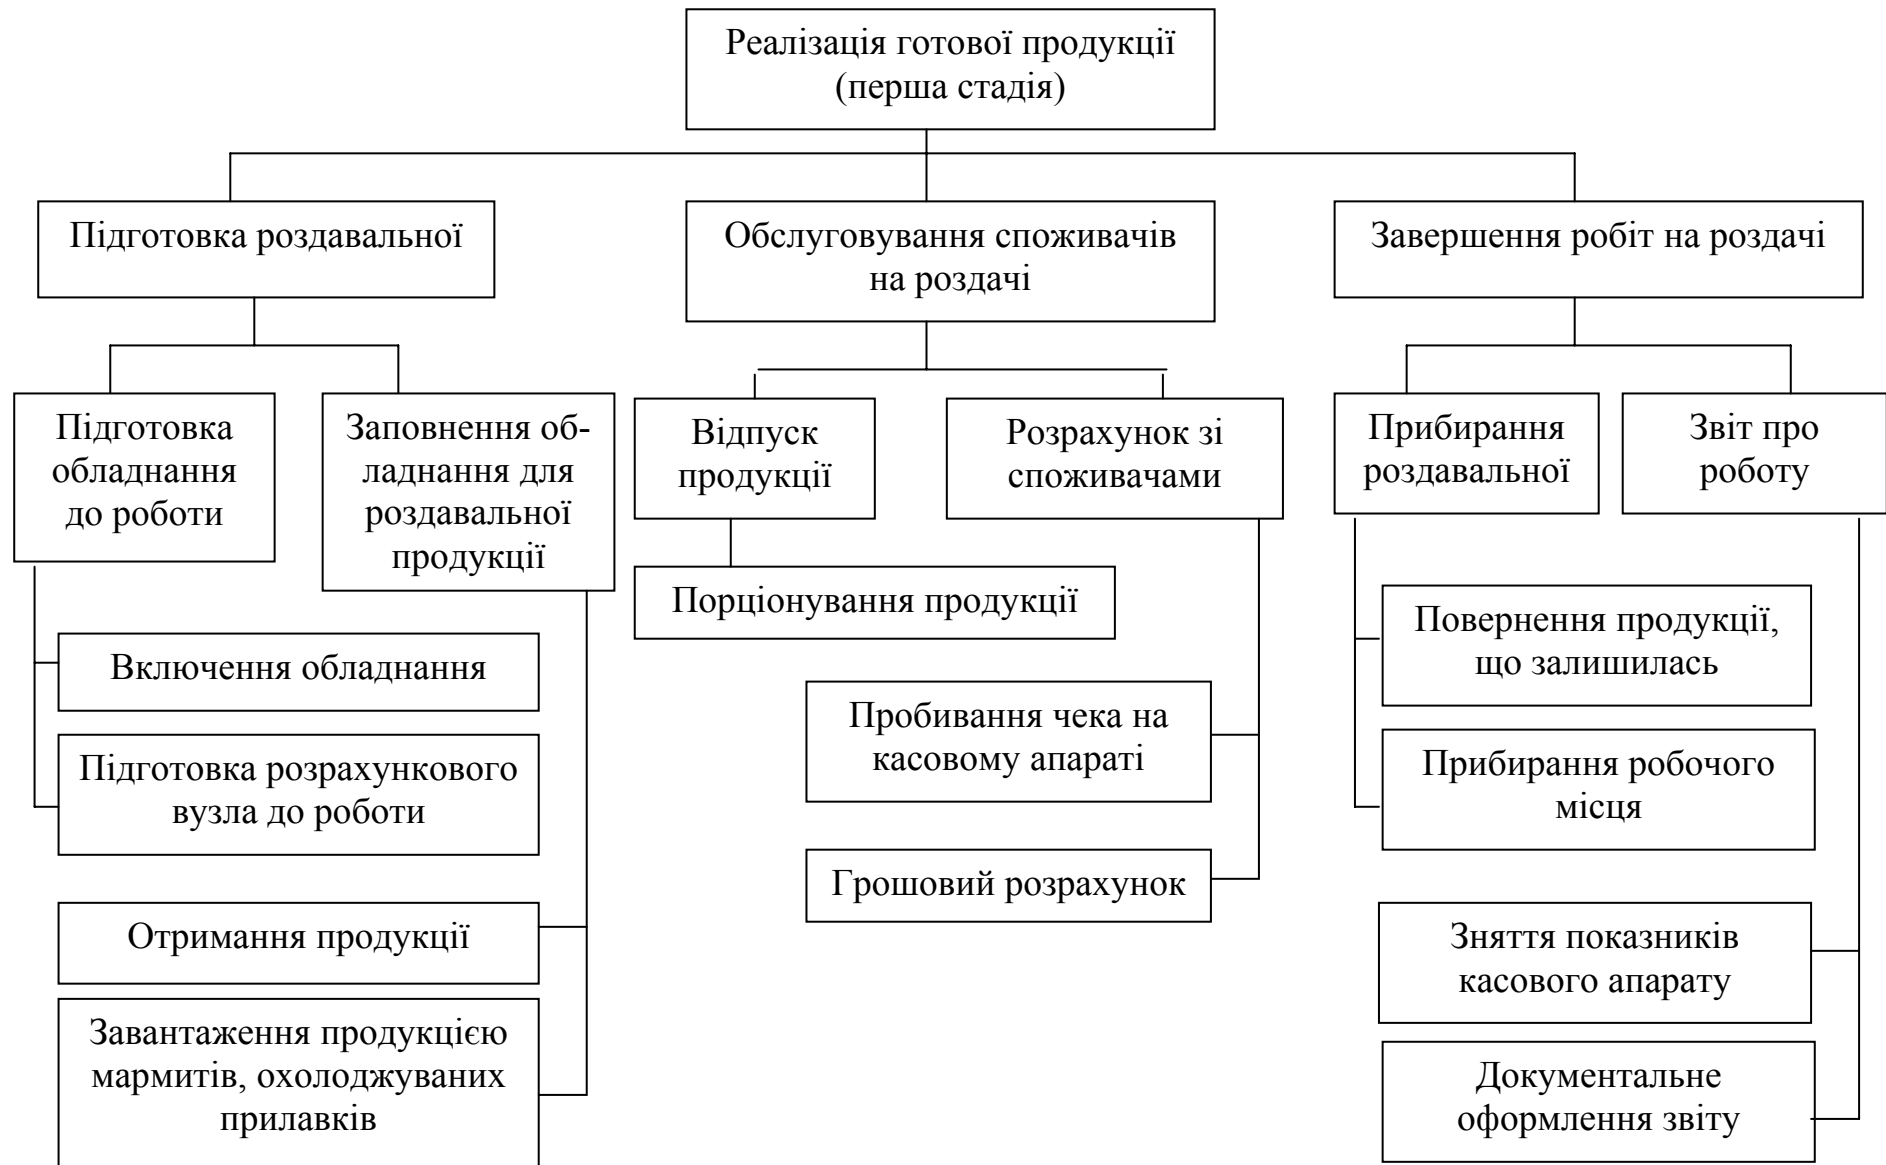 Реалізація готової продукції
(перша стадія)
Підготовка роздавальної
Обслуговування споживачів
на роздачі
Завершення робіт на роздачі
Підготовка
обладнання
до роботи
Заповнення об-
ладнання для
роздавальної
продукції
Відпуск
продукції
Розрахунок зі
споживачами
Прибирання
роздавальної
Звіт про
роботу
Порціонування продукції
Включення обладнання
Підготовка розрахункового
вузла до роботи
Отримання продукції
Завантаження продукцією
мармитів, охолоджуваних
прилавків
Пробивання чека на
касовому апараті
Грошовий розрахунок
Повернення продукції,
що залишилась
Прибирання робочого
місця
Зняття показників
касового апарату
Документальне
оформлення звіту